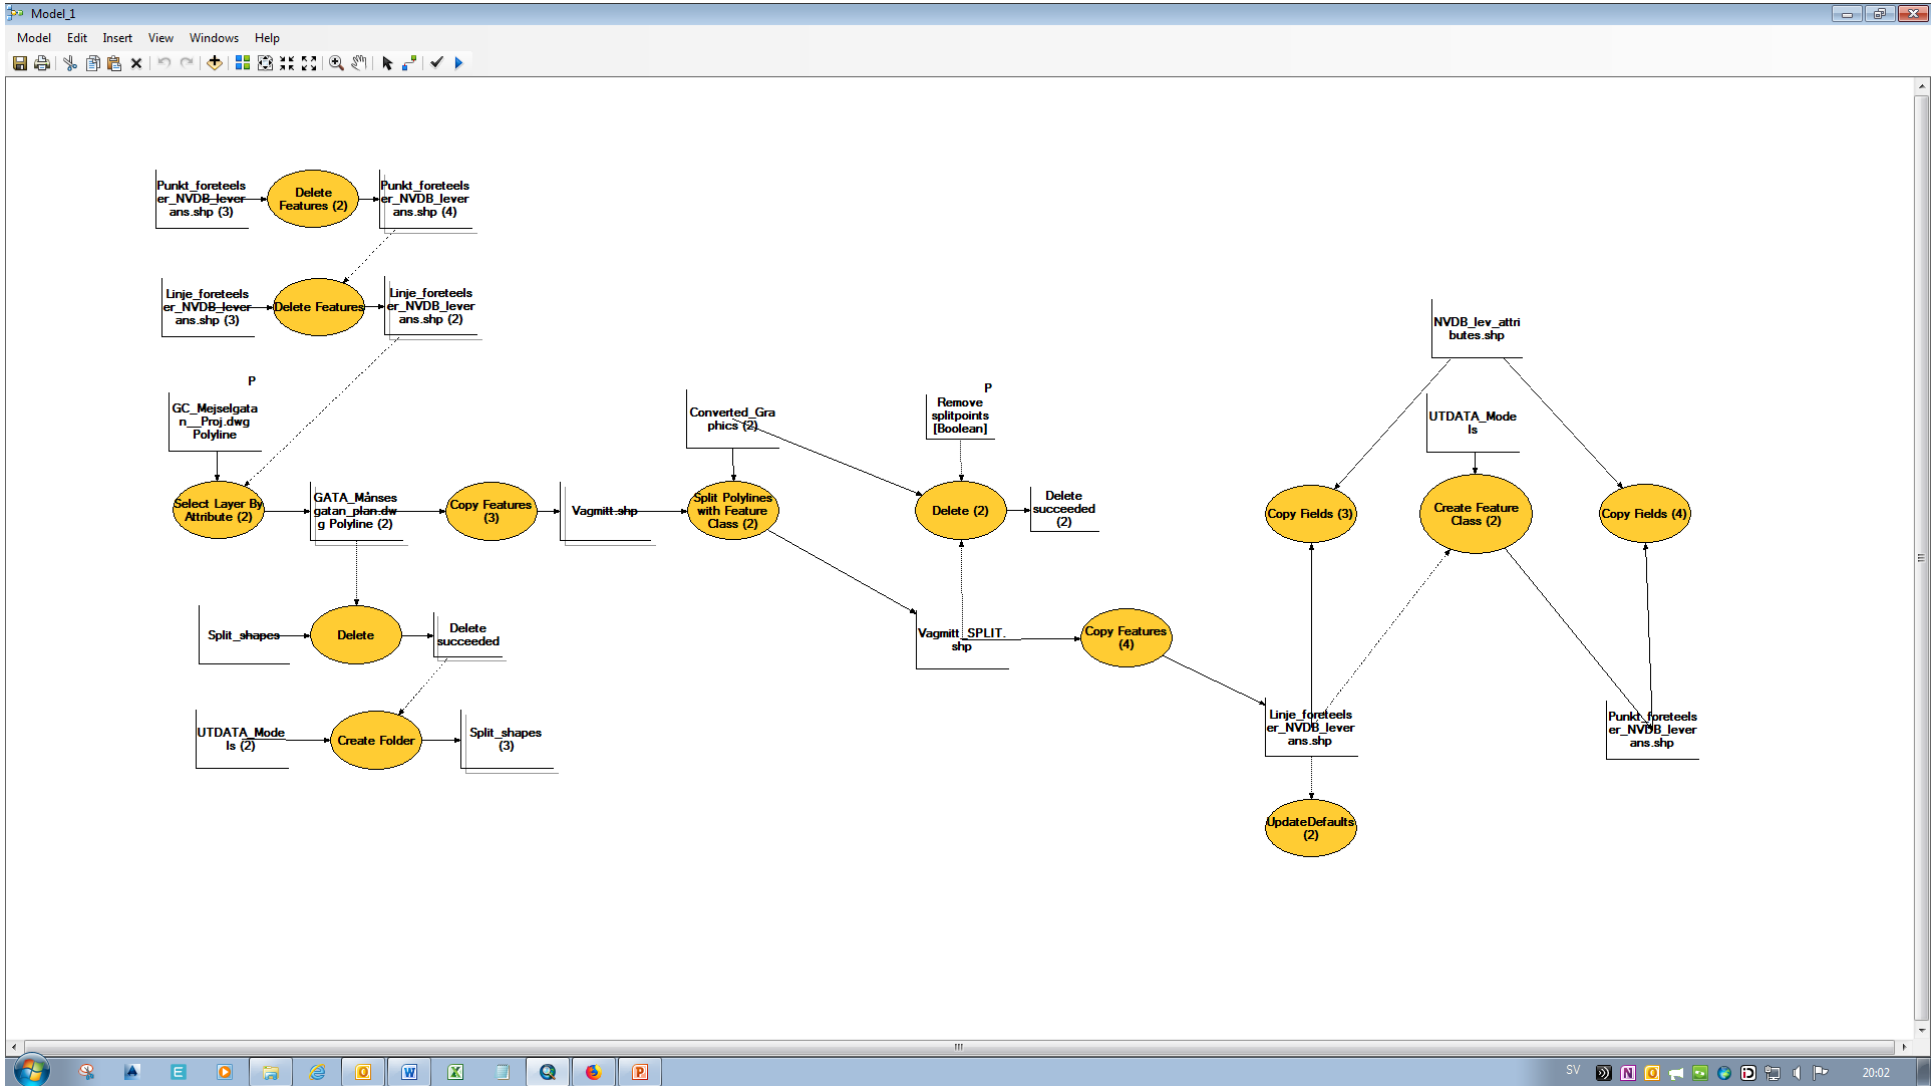 Model_1
Model Edit Insert View Windows Help
Punkt_foreteels
er_NVDB_lever
ans.shp (3)
Delete
Features (2)
Punkt_foreteels
er_NVDB_lever
ans.shp (4)
Linje_foreteels
er_NVDB_lever
ans.shp (3)
Delete Features
Linje_foreteels
er_NVDB_lever
ans.shp (2)
P
GC_Mejselgata
n__Proj.dwg
Polyline
Select Layer By
Attribute (2)
GATA_Månses
gatan_plan.dw
g Polyline (2)
Copy Features
(3)
Vagmitt.shp
Converted_Gra
phics (2)
Split Polylines
with Feature
Class (2)
P
Remove
splitpoints
[Boolean]
Delete (2)
Delete
succeeded
(2)
Split_shapes
Delete
Delete
succeeded
UTDATA_Mode
ls (2)
Create Folder
Split_shapes
(3)
Vagmitt_SPLIT.
shp
Copy Features
(4)
NVDB_lev_attri
butes.shp
UTDATA_Mode
ls
Copy Fields (3)
Create Feature
Class (2)
Copy Fields (4)
Linje_foreteels
er_NVDB_lever
ans.shp
Punkt_foreteels
er_NVDB_lever
ans.shp
UpdateDefaults
(2)
SV
20:02